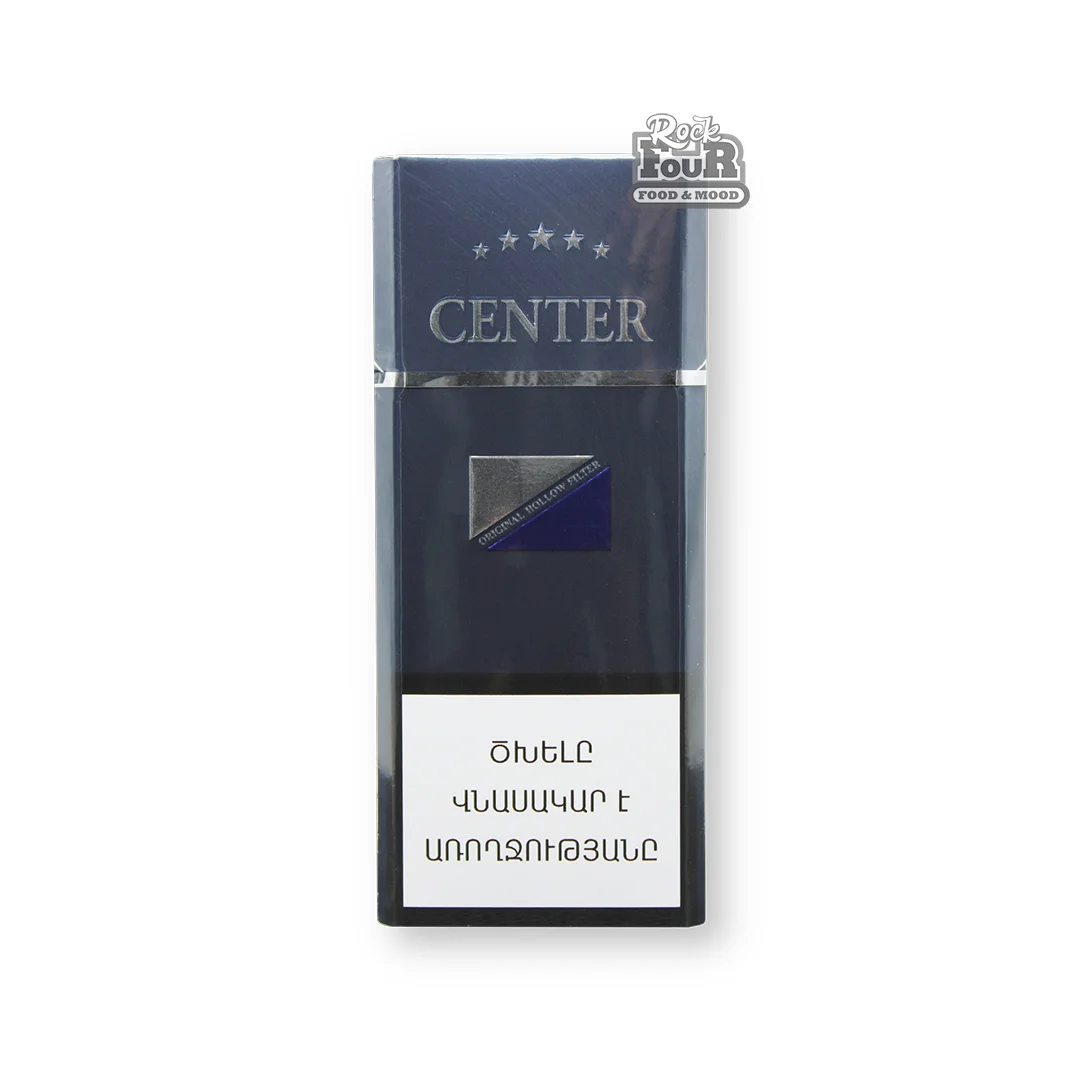 Rock
FOUR
FOOD & MOOD
CENTER
ORIGINAL HOLLOW FILTER
ԾԽԵԼԸ
ՎՆԱՍԱԿԱՐ Է
ԱՌՈՂՋՈՒԹՅԱՆԸ